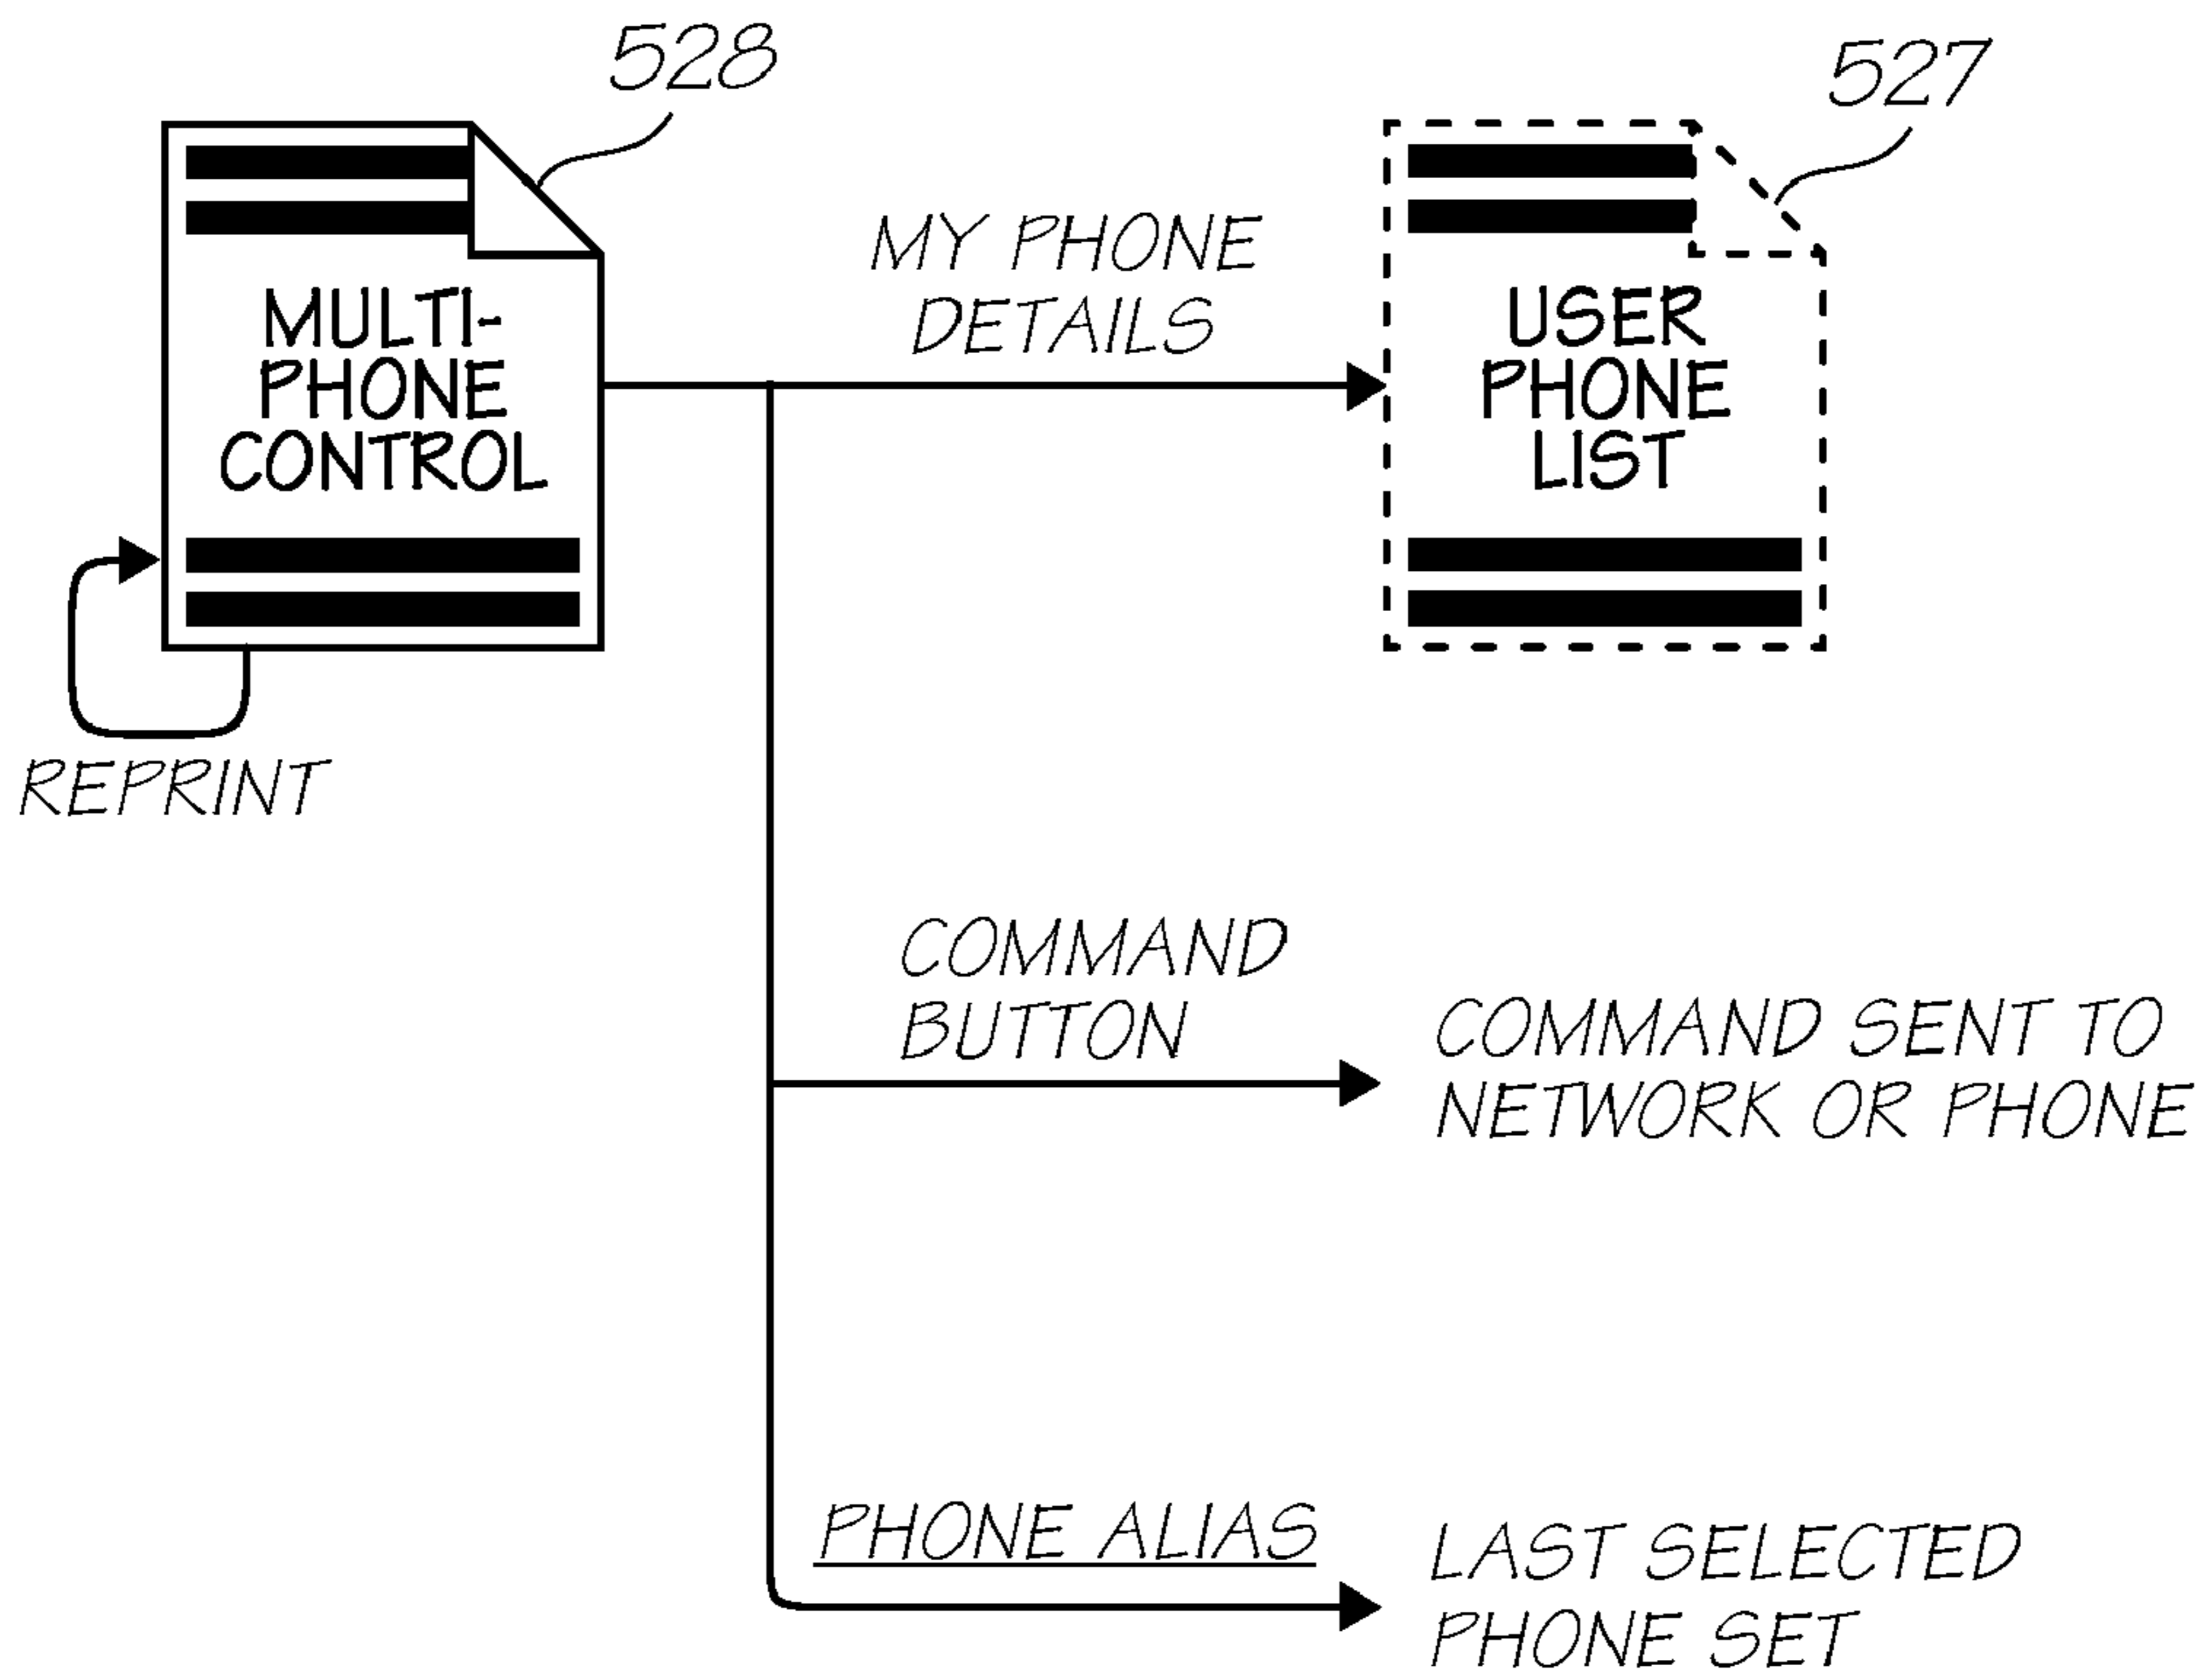 528
527
MULTI-
PHONE
CONTROL
MY PHONE
DETAILS
USER
PHONE
LIST
REPRINT
COMMAND
BUTTON
COMMAND SENT TO
NETWORK OR PHONE
PHONE ALIAS
LAST SELECTED
PHONE SET